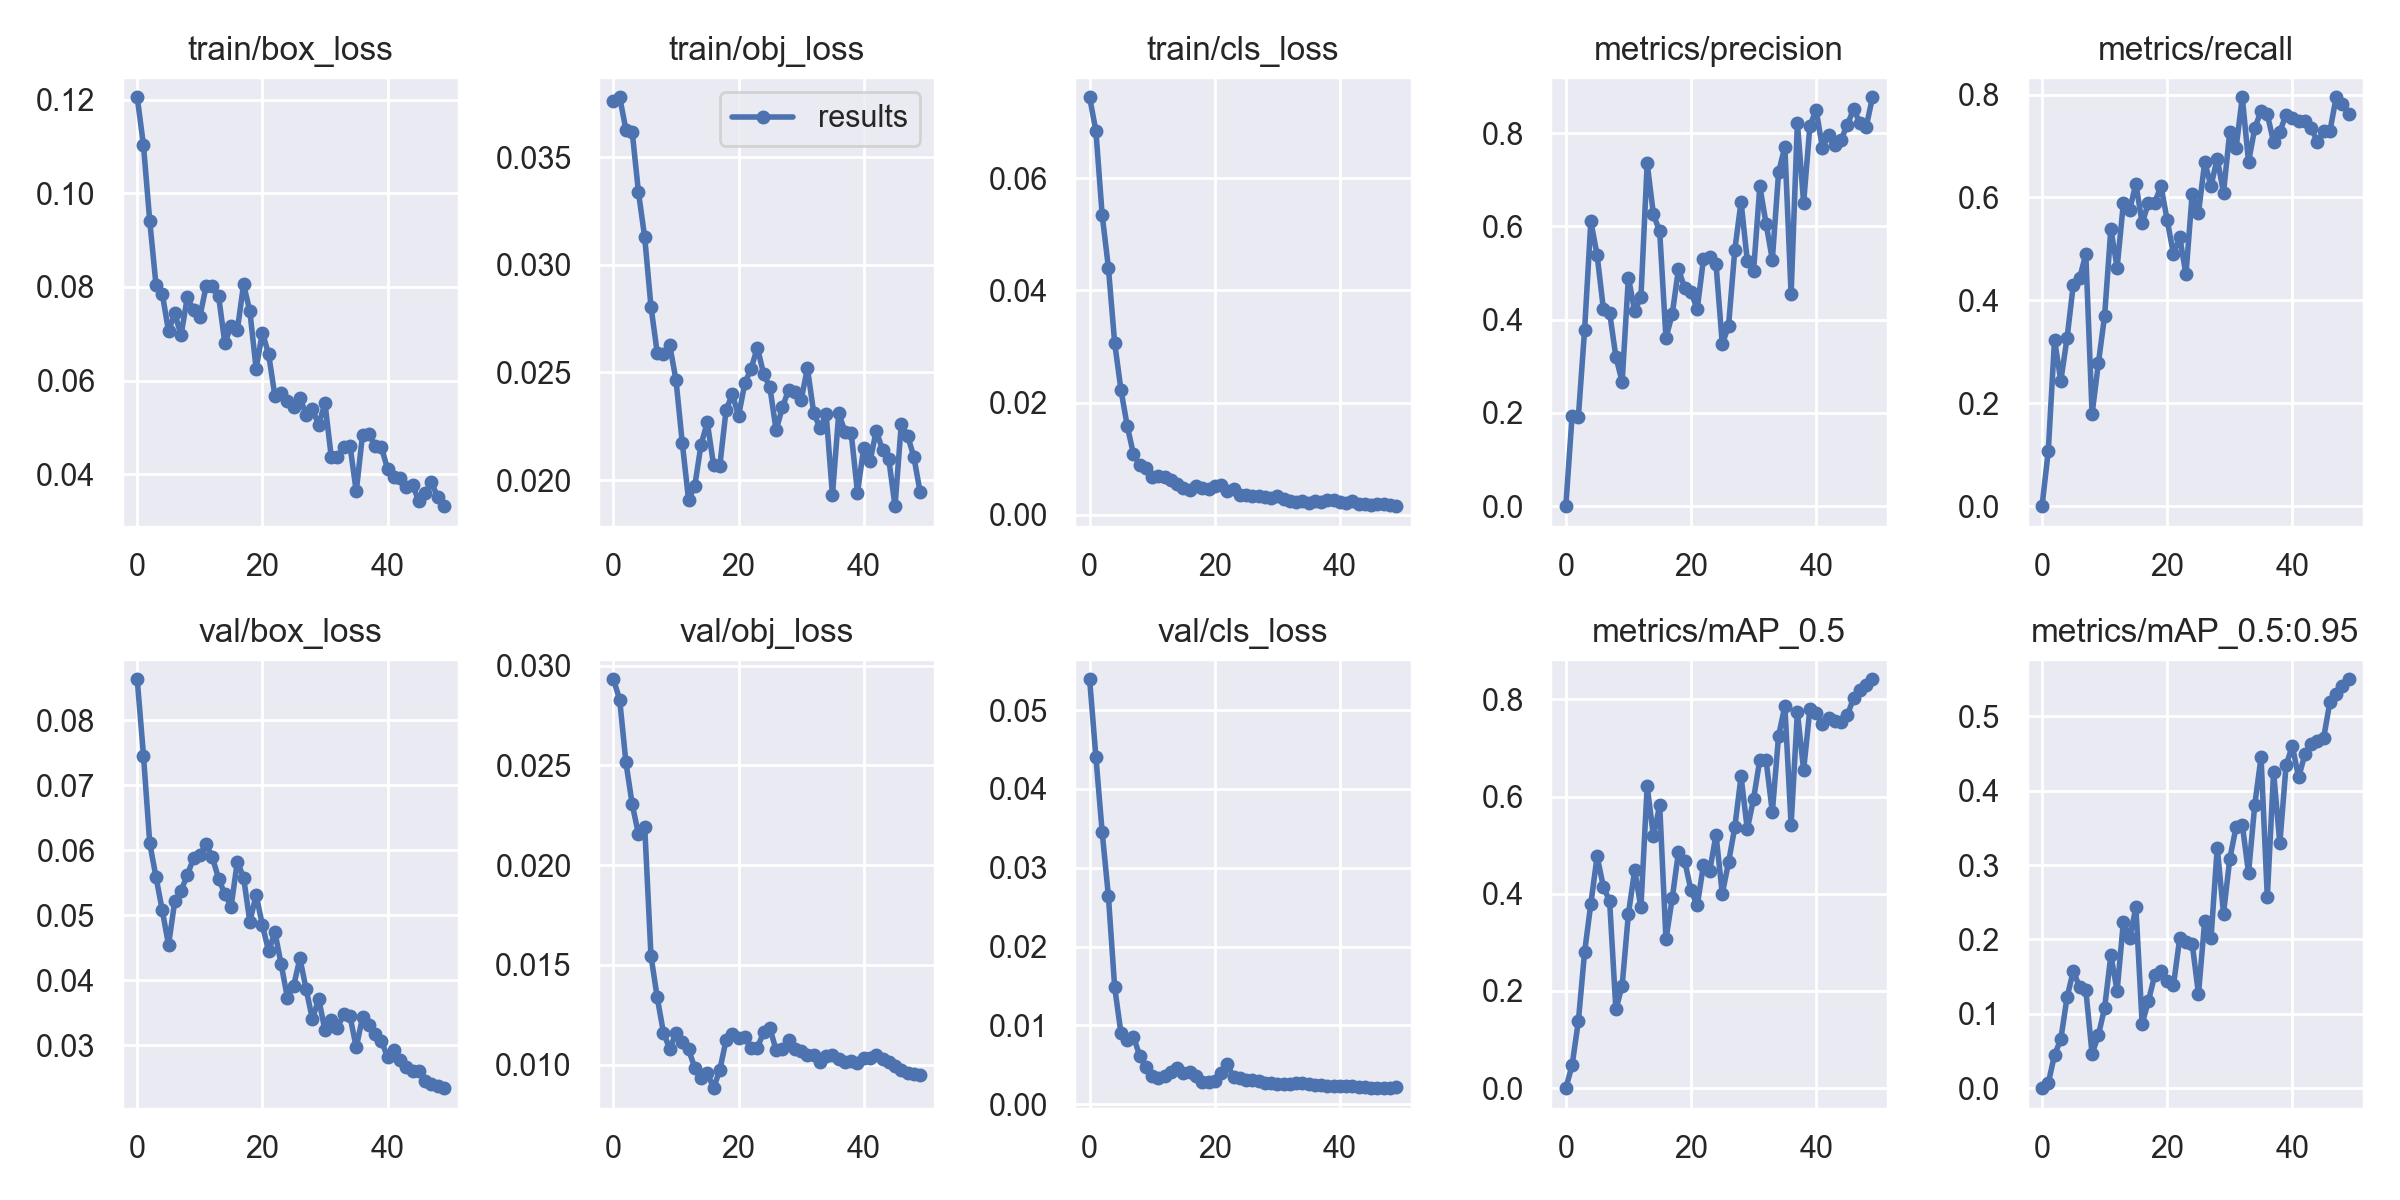 train/box_loss
0.12
0.10
0.08
0.06
0.04
0 20 40
train/obj_loss
results
0.035
0.030
0.025
0.020
0 20 40
train/cls_loss
0.06
0.04
0.02
0.00
0 20 40
metrics/precision
0.8
0.6
0.4
0.2
0.0
0 20 40
metrics/recall
0.8
0.6
0.4
0.2
0.0
0 20 40
val/box_loss
0.08
0.07
0.06
0.05
0.04
0.03
0 20 40
val/obj_loss
0.030
0.025
0.020
0.015
0.010
0 20 40
val/cls_loss
0.05
0.04
0.03
0.02
0.01
0.00
0 20 40
metrics/mAP_0.5
0.8
0.6
0.4
0.2
0.0
0 20 40
metrics/mAP_0.5:0.95
0.5
0.4
0.3
0.2
0.1
0.0
0 20 40